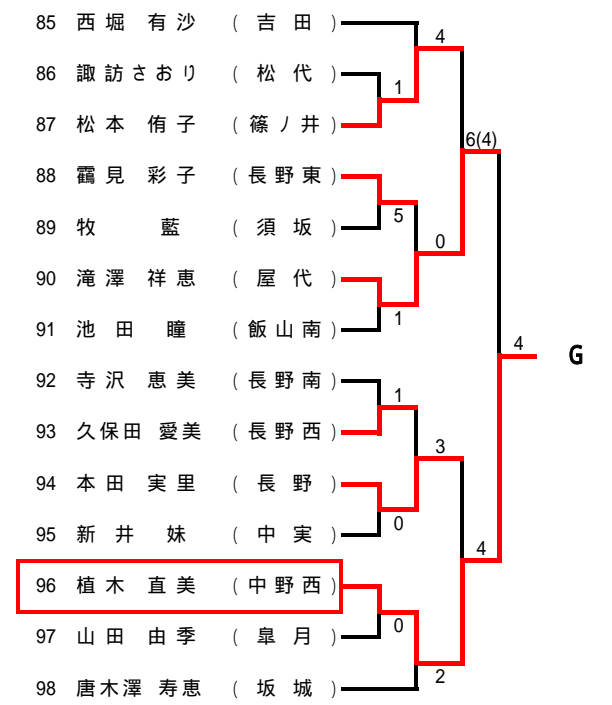 85 西堀 有沙 ( 吉田 )
4
86 諏訪さおり ( 松代 )
1
87 松本 侑子 ( 篠ノ井 )
6(4)
88 靍見 彩子 ( 長野東 )
5
89 牧 藍 ( 須坂 )
0
90 滝澤 祥恵 ( 屋代 )
1
91 池田 瞳 ( 飯山南 )
4 G
92 寺沢 恵美 ( 長野南 )
1
93 久保田 愛美 ( 長野西 )
3
94 本田 実里 ( 長野 )
0
95 新井 妹 ( 中実 )
4
96 植木 直美 ( 中野西 )
0
97 山田 由季 ( 皐月 )
2
98 唐木澤 寿恵 ( 坂城 )